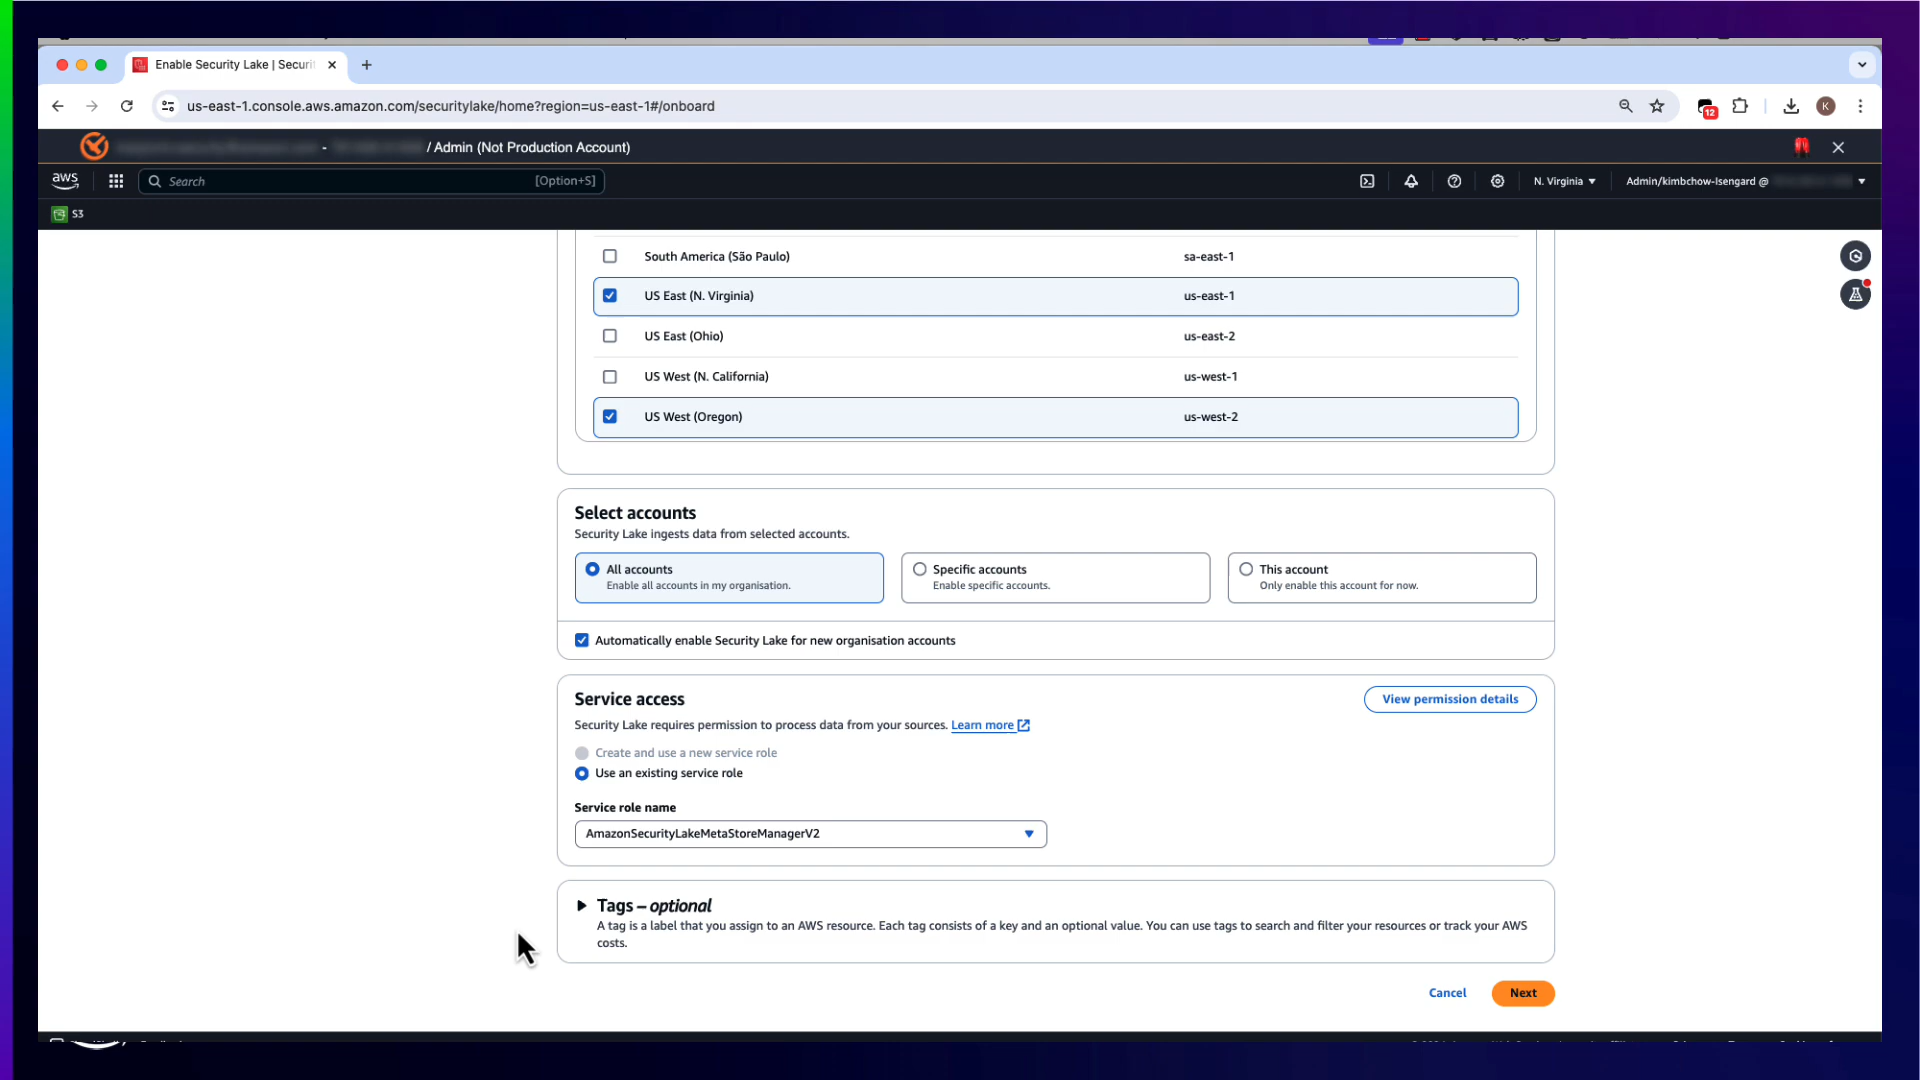 Enable Security Lake | Securit
us-east-1.console.aws.amazon.com/securitylake/home?region=us-east-1#/onboard
12
K
- / Admin (Not Production Account)
aws
Search
[Option+S]
N. Virginia
Admin/kimbchow-Isengard @
S3
South America (São Paulo) sa-east-1
US East (N. Virginia) us-east-1
US East (Ohio) us-east-2
US West (N. California) us-west-1
US West (Oregon) us-west-2
Select accounts
Security Lake ingests data from selected accounts.
All accounts
Enable all accounts in my organisation.
Specific accounts
Enable specific accounts.
This account
Only enable this account for now.
Automatically enable Security Lake for new organisation accounts
Service access
View permission details
Security Lake requires permission to process data from your sources. Learn more
Create and use a new service role
Use an existing service role
Service role name
AmazonSecurityLakeMetaStoreManagerV2
Tags – optional
A tag is a label that you assign to an AWS resource. Each tag consists of a key and an optional value. You can use tags to search and filter your resources or track your AWS
costs.
Cancel
Next